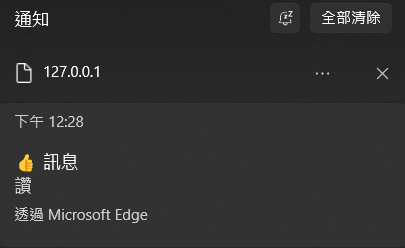 通知
全部清除
127.0.0.1
下午 12:28
👍 訊息
讚
透過 Microsoft Edge